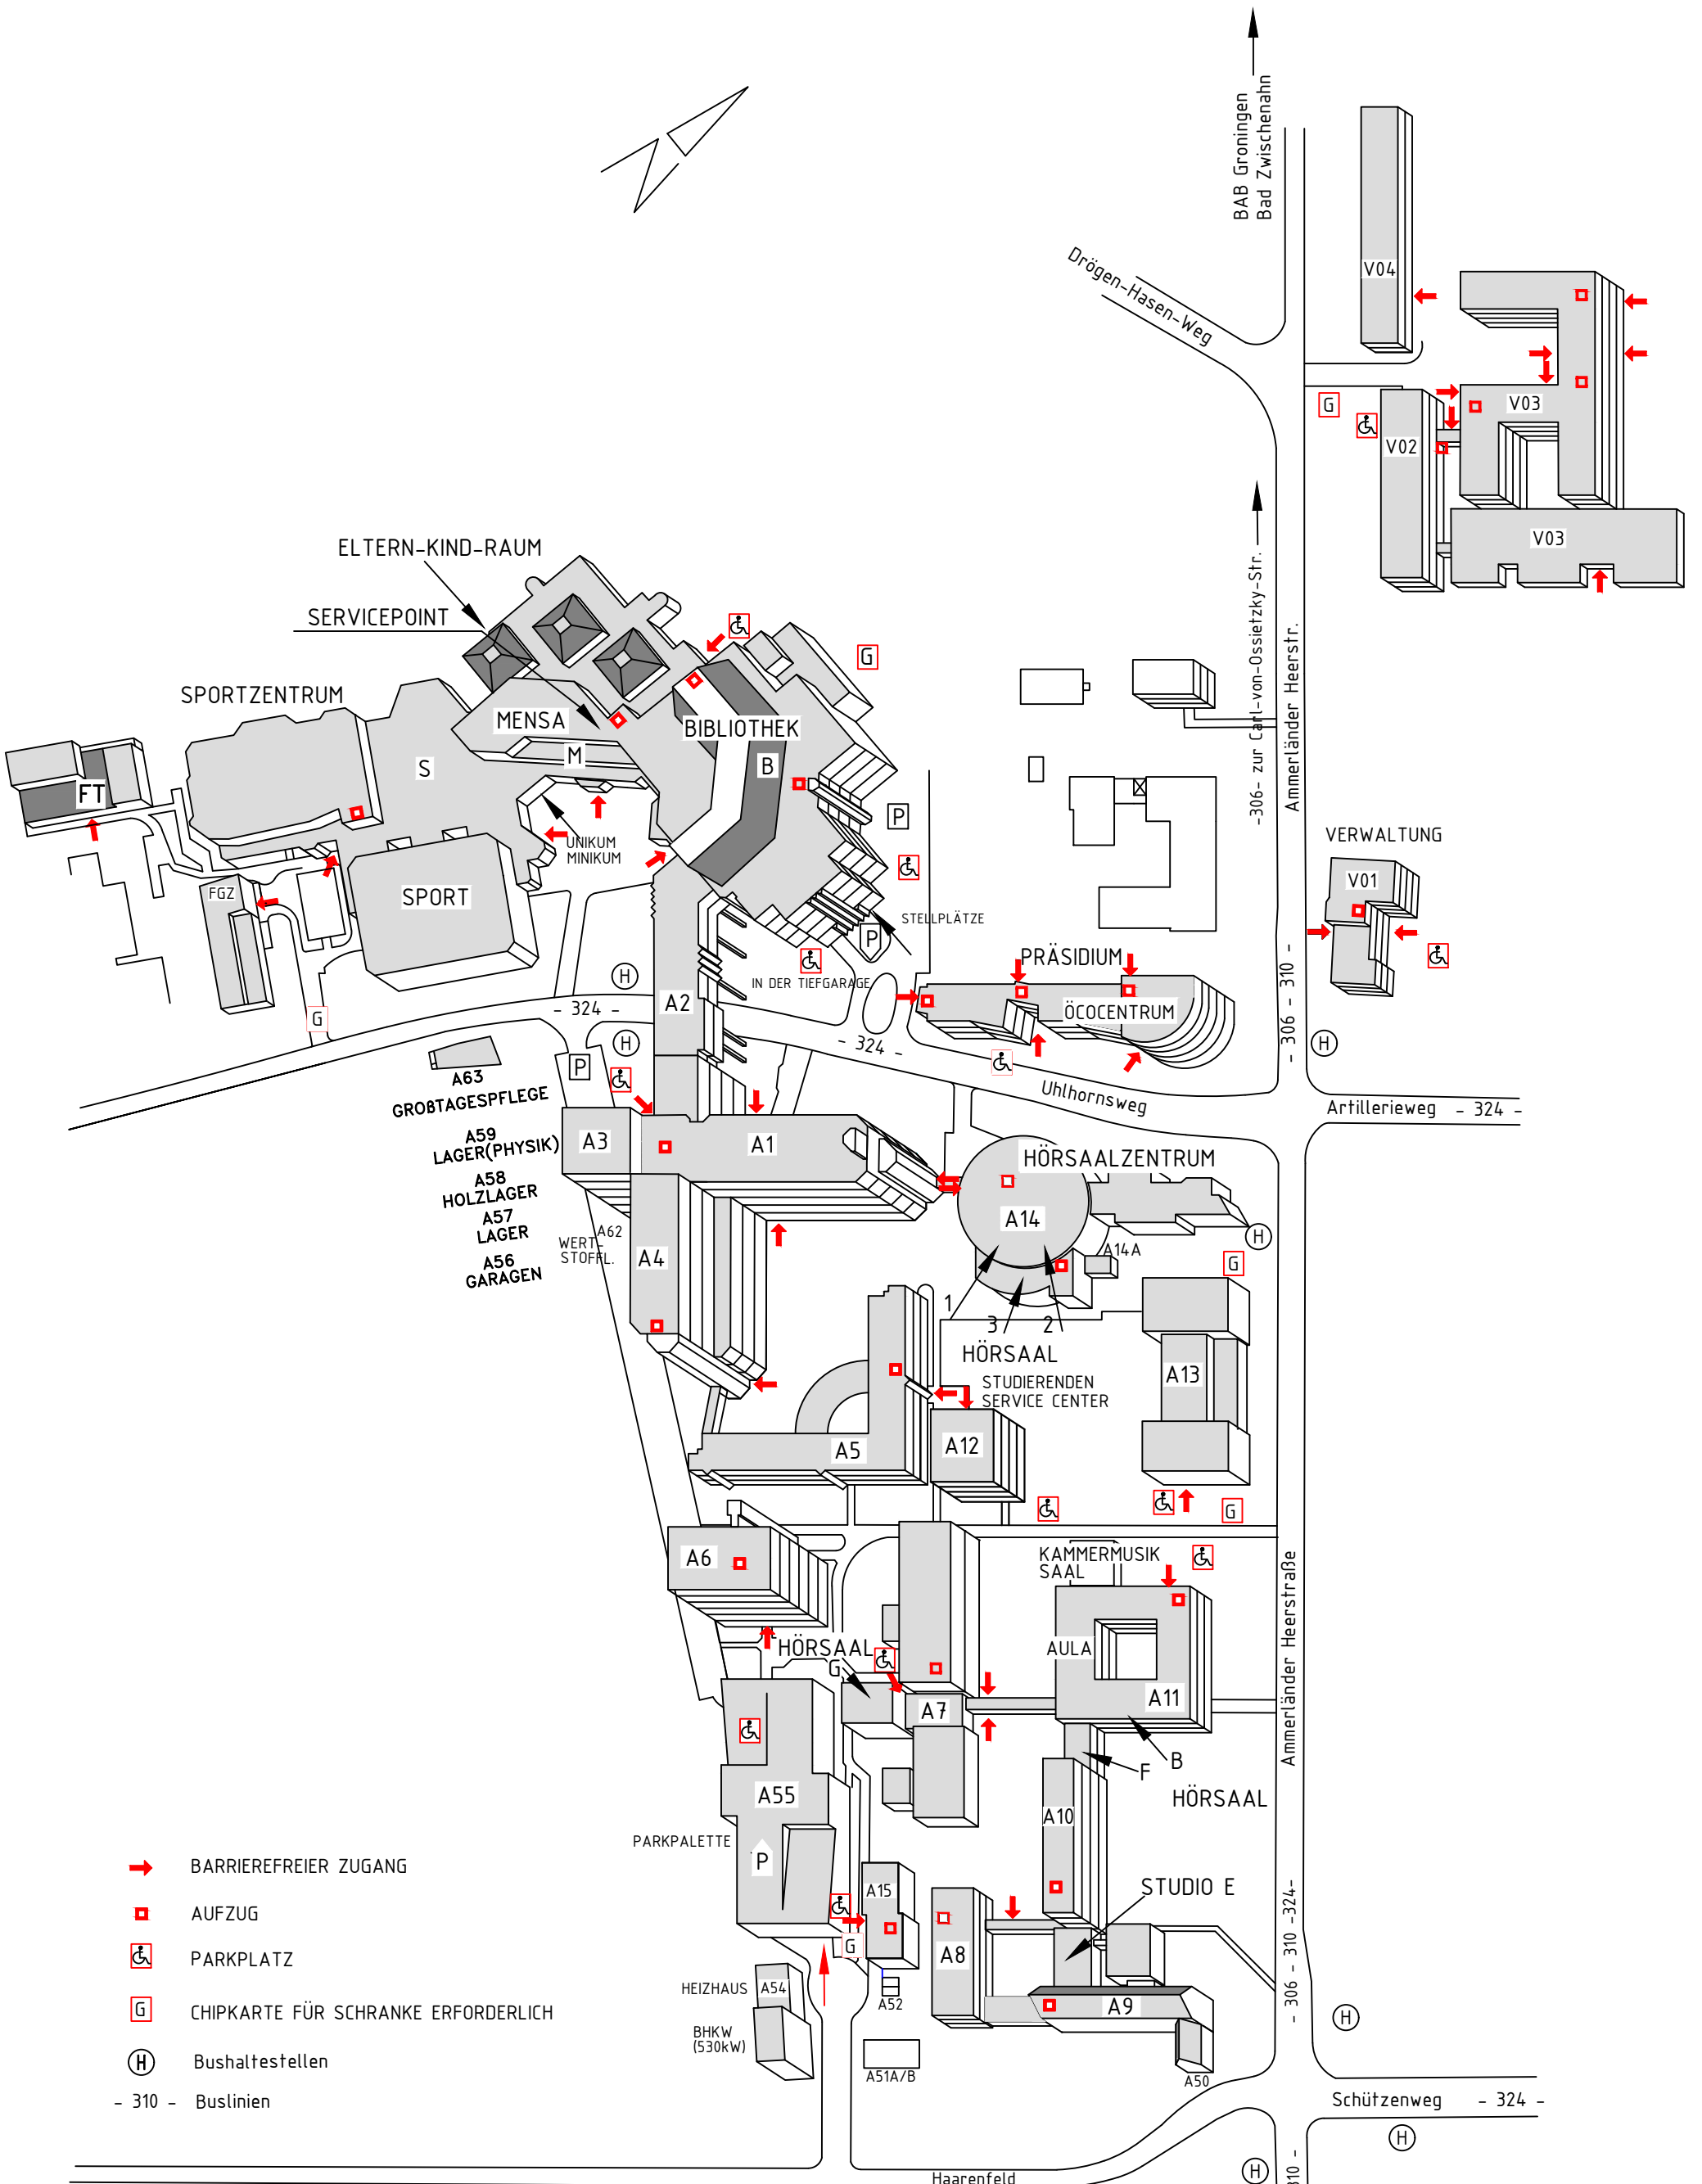 BAB Groningen
Bad Zwischenahn
Drögen-Hasen-Weg
V04
G
V03
V02
V03
-306- zur Carl-von-Ossietzky-Str.
Ammerländer Heerstr.
ELTERN-KIND-RAUM
SERVICEPOINT
G
SPORTZENTRUM
MENSA
BIBLIOTHEK
M
S
B
FT
P
UNIKUM
MINIKUM
VERWALTUNG
V01
FGZ
SPORT
STELLPLÄTZE
P
PRÄSIDIUM
IN DER TIEFGARAGE
H
A2
- 324 -
G
ÖCOCENTRUM
- 306 - 310 -
H
H
- 324 -
P
A63
GROßTAGESPFLEGE
Uhlhornsweg
Artillerieweg - 324 -
A59
LAGER(PHYSIK)
A3
A1
HÖRSAALZENTRUM
A58
HOLZLAGER
A57
LAGER
A62
WERT-
STOFFL.
A4
A14
H
A14A
A56
GARAGEN
G
1
3
2
HÖRSAAL
STUDIERENDEN
SERVICE CENTER
A13
A5
A12
G
A6
KAMMERMUSIK
SAAL
Ammerländer Heerstraße
HÖRSAAL
G
AULA
A11
A7
B
F
A55
HÖRSAAL
A10
PARKPALETTE
P
BARRIEREFREIER ZUGANG
A15
STUDIO E
- 306 - 310 -324-
AUFZUG
G
A8
PARKPLATZ
HEIZHAUS
A54
A52
A9
CHIPKARTE FÜR SCHRANKE ERFORDERLICH
G
H
BHKW
(530kW)
A51A/B
A50
H
Bushaltestellen
- 310 - Buslinien
Schützenweg - 324 -
H
H
Haarenfeld
310 -